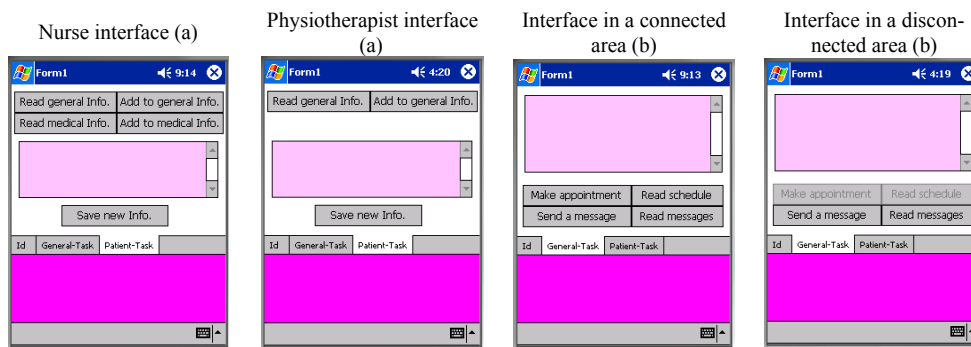 Nurse interface (a)
Form1 9:14
Read general Info. Add to general Info.
Read medical Info. Add to medical Info.
Save new Info.
Id General-Task Patient-Task
Physiotherapist interface
(a)
Form1 4:20
Read general Info. Add to general Info.
Save new Info.
Id General-Task Patient-Task
Interface in a connected
area (b)
Form1 9:13
Make appointment Read schedule
Send a message Read messages
Id General-Task Patient-Task
Interface in a discon-
nected area (b)
Form1 4:19
Make appointment Read schedule
Send a message Read messages
Id General-Task Patient-Task